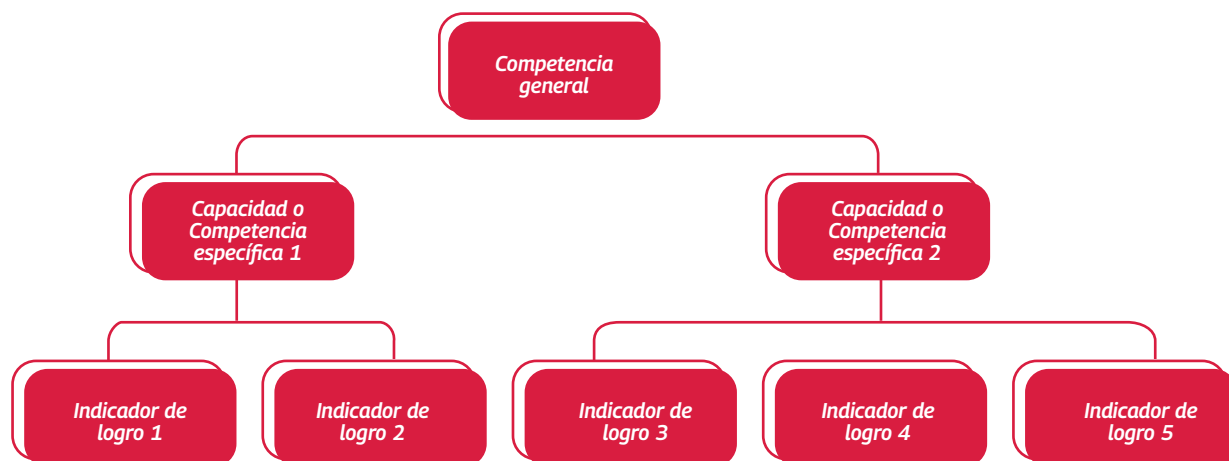 Competencia
general
Capacidad o
Competencia
específica 1
Capacidad o
Competencia
específica 2
Indicador de
logro 1
Indicador de
logro 2
Indicador de
logro 3
Indicador de
logro 4
Indicador de
logro 5